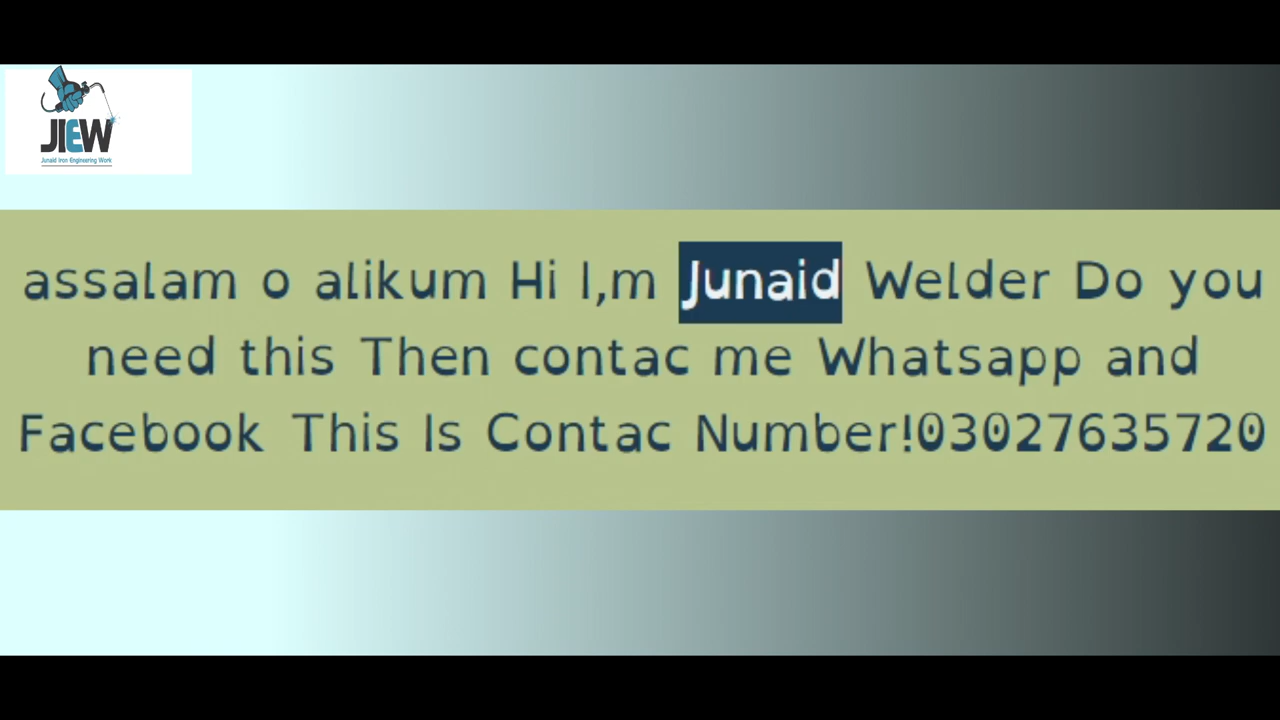 JIEW
Junaid Iron Engineering Work
assalam o alikum Hi I,m Junaid Welder Do you
need this Then contac me Whatsapp and
Facebook This Is Contac Number!03027635720